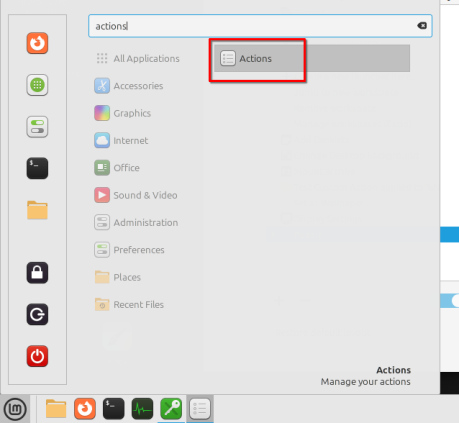 actions
All Applications
Actions
Accessories
Graphics
Internet
Office
Sound & Video
Administration
Preferences
Places
Recent Files
Actions
Manage your actions